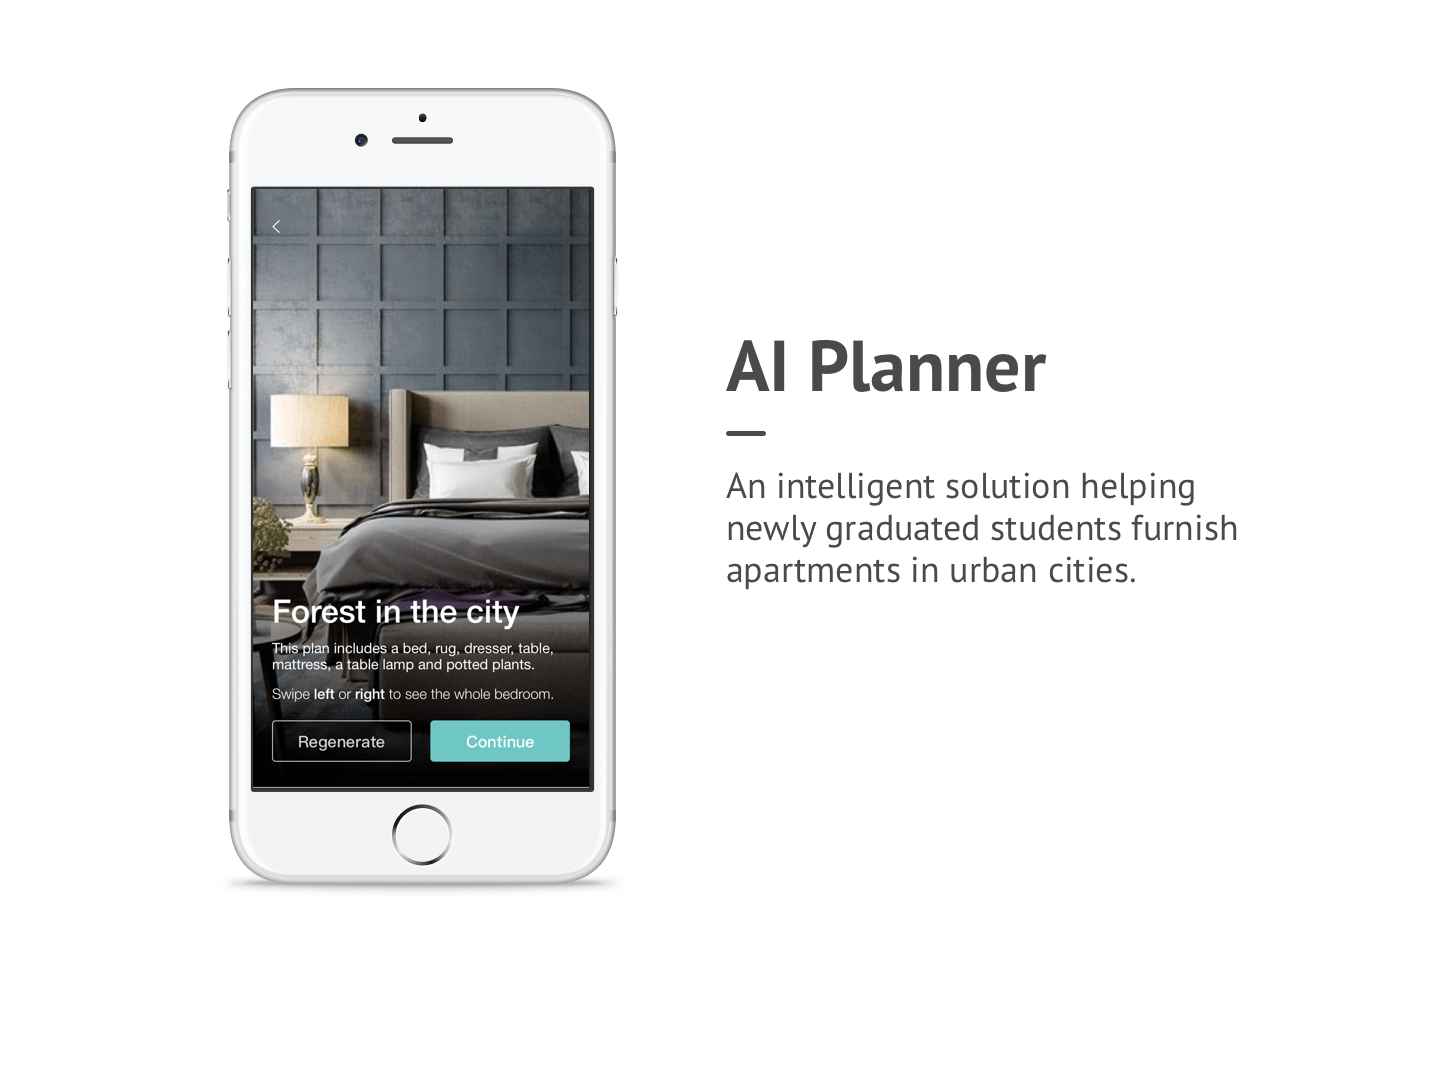 AI Planner
An intelligent solution helping
newly graduated students furnish
apartments in urban cities.
Forest in the city
This plan includes a bed, rug, dresser, table,
mattress, a table lamp and potted plants.
Swipe left or right to see the whole bedroom.
Regenerate
Continue